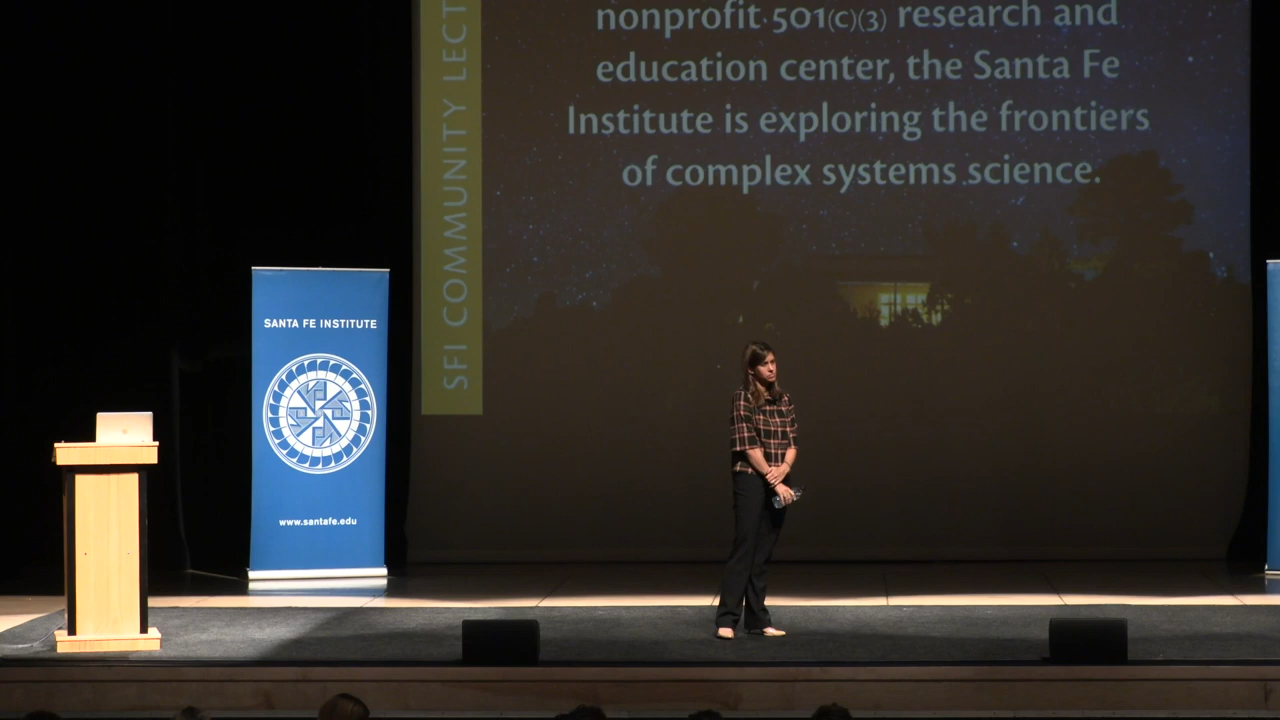 nonprofit 501(c)(3) research and
education center, the Santa Fe
Institute is exploring the frontiers
of complex systems science.
SFI COMMUNITY LECT
SANTA FE INSTITUTE
www.santafe.edu